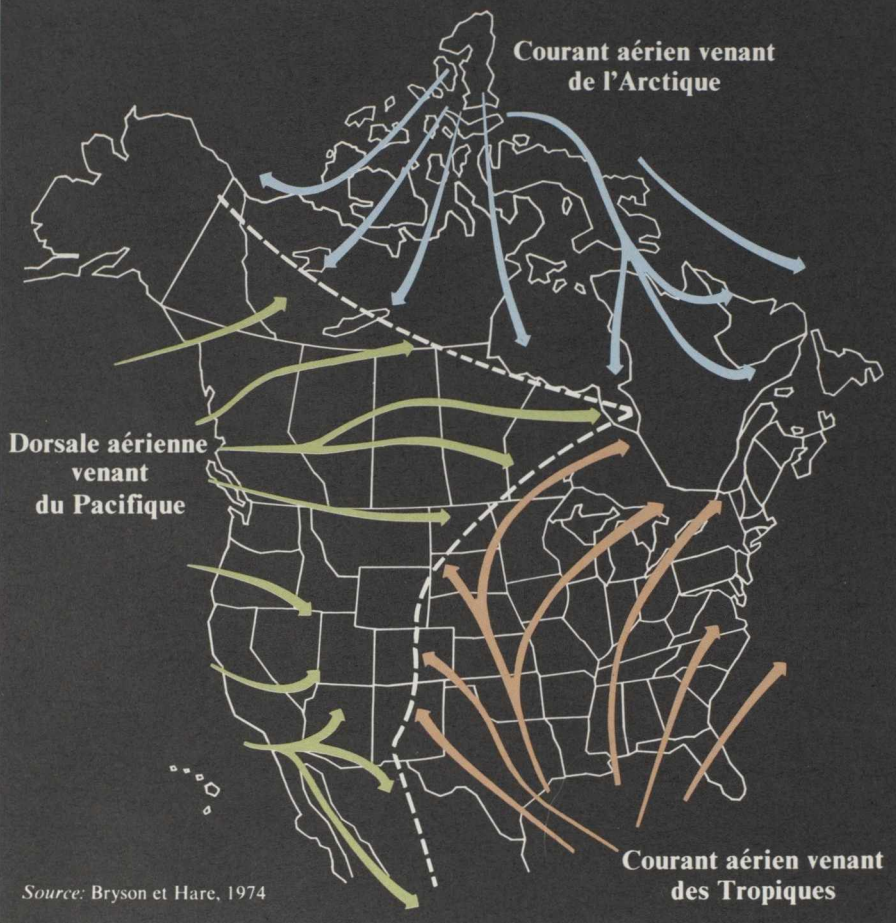 Courant aérien venant
de l'Arctique
Dorsale aérienne
venant
du Pacifique
Courant aérien venant
des Tropiques
Source: Bryson et Hare, 1974